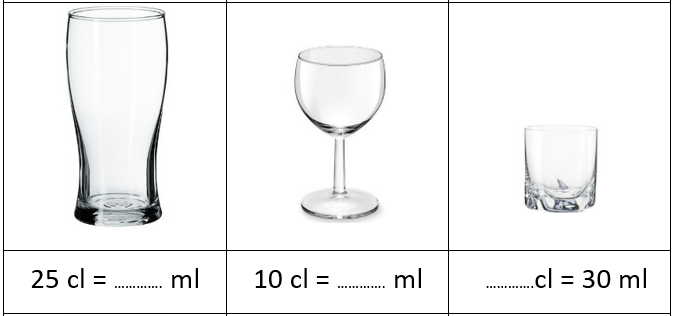 25 cl = ............. ml
10 cl = ............. ml
.............cl = 30 ml